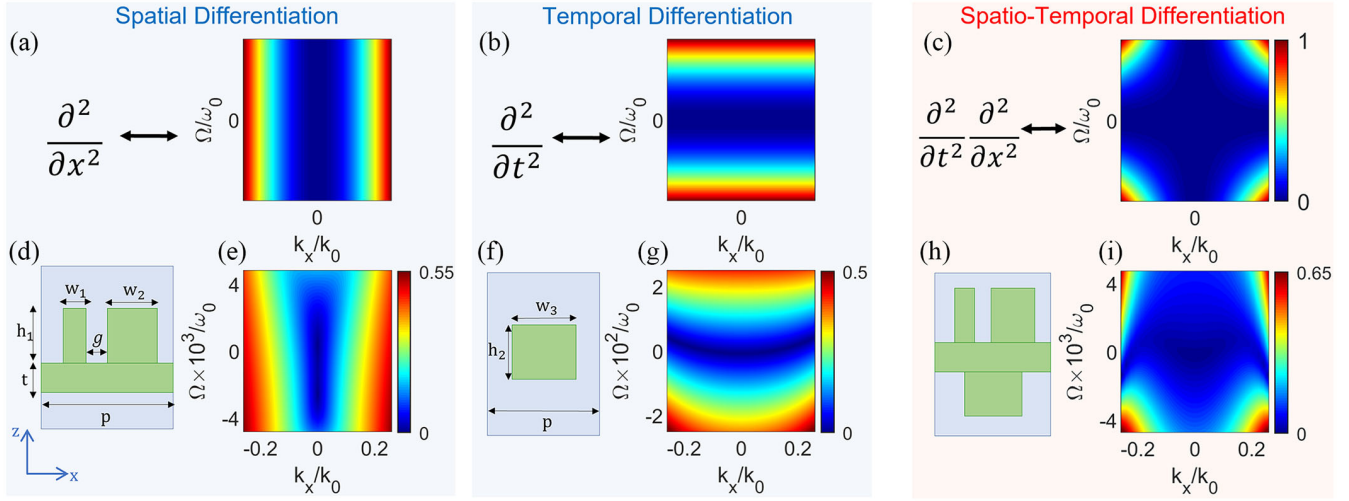 Spatial Differentiation
Temporal Differentiation
Spatio-Temporal Differentiation
(a)
∂²/∂x²
Ω/ω₀
0
0
kₓ/k₀
(b)
∂²/∂t²
Ω/ω₀
0
0
kₓ/k₀
(c)
∂²/∂t² ∂²/∂x²
Ω/ω₀
0
0
kₓ/k₀
1
0
(d)
w₁ w₂
h₁
g
t
p
z
x
(e)
Ω×10³/ω₀
4
0
-4
-0.2 0 0.2
kₓ/k₀
0.55
0
(f)
w₃
h₂
p
(g)
Ω×10²/ω₀
2
0
-2
-0.2 0 0.2
kₓ/k₀
0.5
0
(h)
(i)
Ω×10³/ω₀
4
0
-4
-0.2 0 0.2
kₓ/k₀
0.65
0